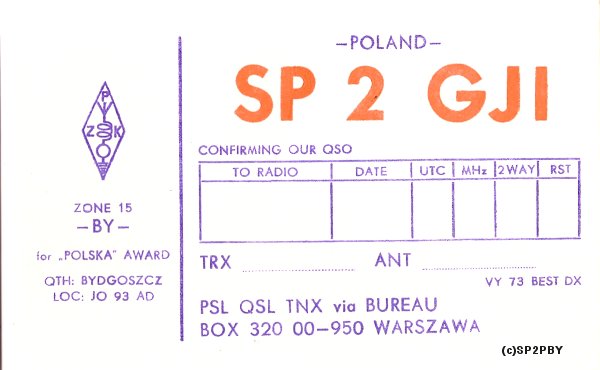 P
Z K
ZONE 15
–BY–
for „POLSKA” AWARD
QTH: BYDGOSZCZ
LOC: JO 93 AD
–POLAND–
SP 2 GJI
CONFIRMING OUR QSO
TO RADIO DATE UTC MHz 2WAY RST
TRX ANT
VY 73 BEST DX
PSL QSL TNX via BUREAU
BOX 320 00–950 WARSZAWA
(c)SP2PBY